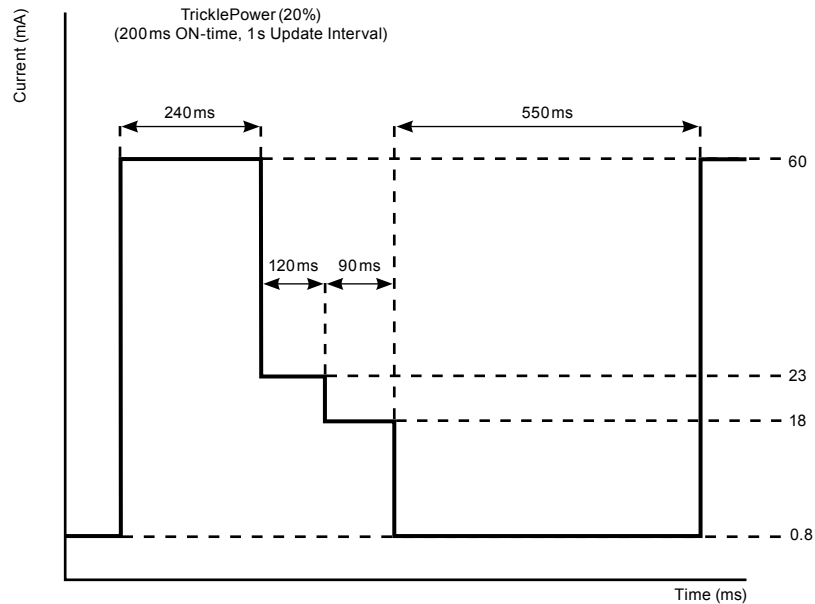 Current (mA)
TricklePower (20%)
(200ms ON-time, 1s Update Interval)
240ms
550ms
60
120ms
90ms
23
18
0.8
Time (ms)